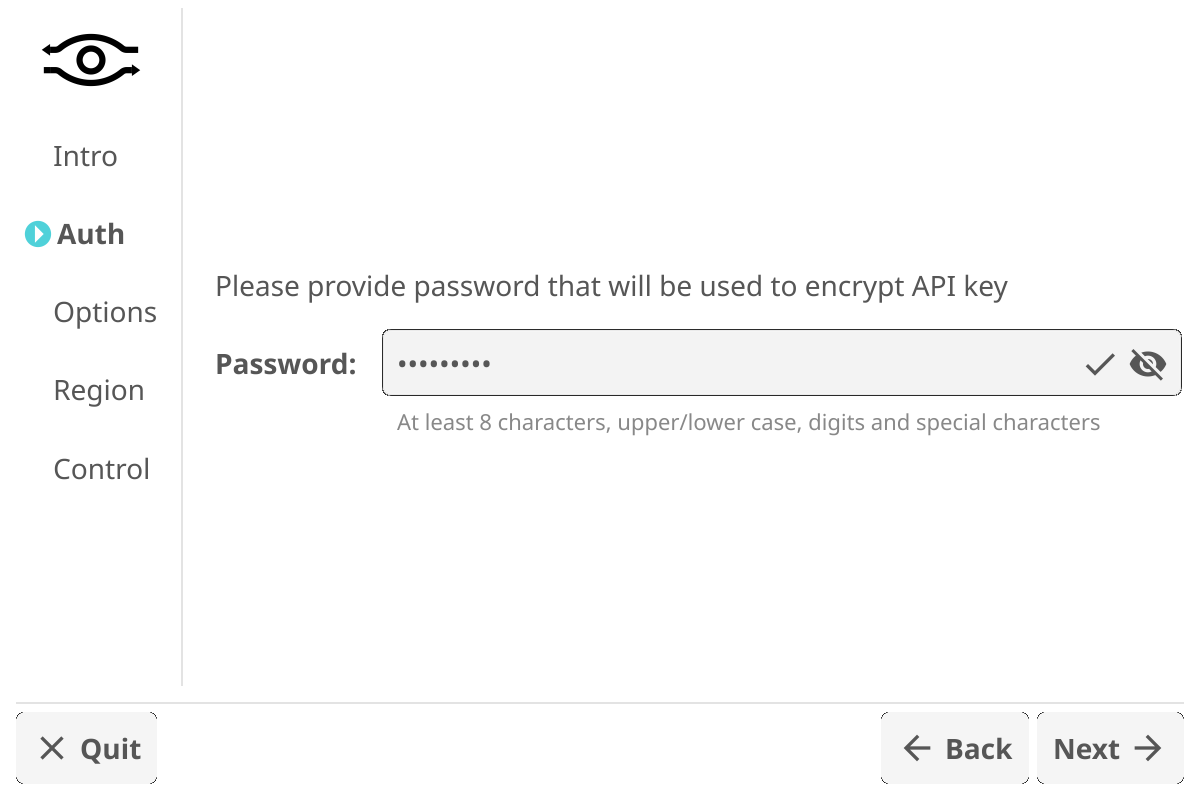 Intro
Auth
Options
Region
Control
Please provide password that will be used to encrypt API key
Password: •••••••••
At least 8 characters, upper/lower case, digits and special characters
Quit
Back
Next